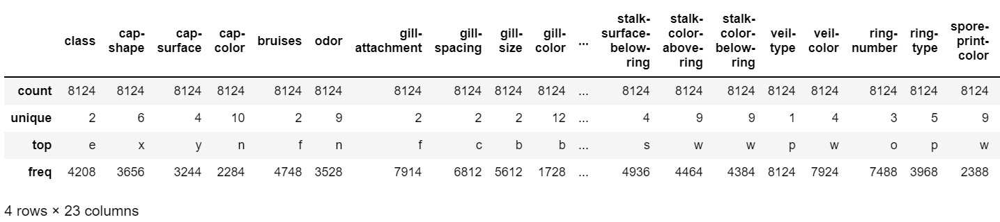 class cap-shape cap-surface cap-color bruises odor gill-attachment gill-spacing gill-size gill-color ... stalk-surface-below-ring stalk-color-above-ring stalk-color-below-ring veil-type veil-color ring-number ring-type spore-print-color
count 8124 8124 8124 8124 8124 8124 8124 8124 8124 8124 ... 8124 8124 8124 8124 8124 8124 8124 8124
unique 2 6 4 10 2 9 2 2 2 12 ... 4 9 9 1 4 3 5 9
top e x y n f n f c b b ... s w w p w o p w
freq 4208 3656 3244 2284 4748 3528 7914 6812 5612 1728 ... 4936 4464 4384 8124 7924 7488 3968 2388
4 rows × 23 columns